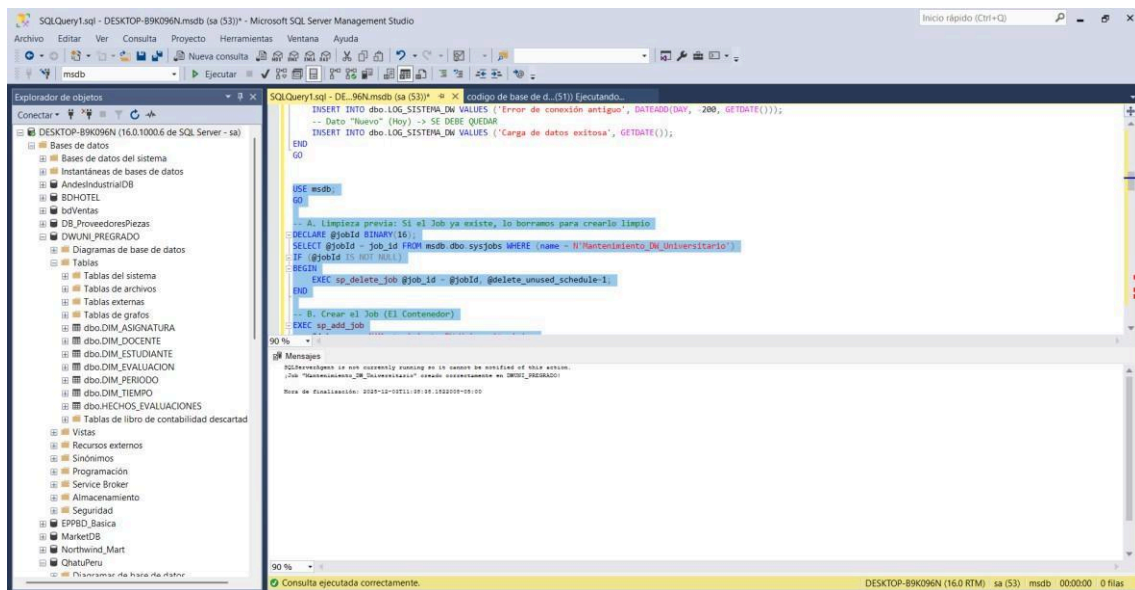 SQLQuery1.sql - DESKTOP-B9K096N.msdb (sa (53))* - Microsoft SQL Server Management Studio
Inicio rápido (Ctrl+Q)
Archivo Editar Ver Consulta Proyecto Herramientas Ventana Ayuda
Nueva consulta
msdb
Ejecutar
Explorador de objetos
Conectar
DESKTOP-B9K096N (16.0.1000.6 de SQL Server - sa)
Bases de datos
Bases de datos del sistema
Instantáneas de bases de datos
AndesIndustrialDB
BDHOTEL
bdVentas
DB_ProveedoresPiezas
DWUNI_PREGRADO
Diagramas de base de datos
Tablas
Tablas del sistema
Tablas de archivos
Tablas externas
Tablas de grafos
dbo.DIM_ASIGNATURA
dbo.DIM_DOCENTE
dbo.DIM_ESTUDIANTE
dbo.DIM_EVALUACION
dbo.DIM_PERIODO
dbo.DIM_TIEMPO
dbo.HECHOS_EVALUACIONES
Tablas de libro de contabilidad descartad
Vistas
Recursos externos
Sinónimos
Programación
Service Broker
Almacenamiento
Seguridad
EPPBD_Basica
MarketDB
Northwind_Mart
QhatuPeru
Diagramas de base de datos
SQLQuery1.sql - DE...96N.msdb (sa (53))*
codigo de base de d...(51)) Ejecutando...
INSERT INTO dbo.LOG_SISTEMA_DW VALUES ('Error de conexión antiguo', DATEADD(DAY, -200, GETDATE()));
-- Dato "Nuevo" (Hoy) -> SE DEBE QUEDAR
INSERT INTO dbo.LOG_SISTEMA_DW VALUES ('Carga de datos exitosa', GETDATE());
END
GO
USE msdb;
GO
-- A. Limpieza previa: Si el Job ya existe, lo borramos para crearlo limpio
DECLARE @jobId BINARY(16);
SELECT @jobId = job_id FROM msdb.dbo.sysjobs WHERE (name = N'Mantenimiento_DW_Universitario')
IF (@jobId IS NOT NULL)
BEGIN
EXEC sp_delete_job @job_id = @jobId, @delete_unused_schedule=1;
END
-- B. Crear el Job (El Contenedor)
EXEC sp_add_job
90 %
Mensajes
SQLServerAgent is not currently running so it cannot be notified of this action.
¡Job "Mantenimiento_DW_Universitario" creado correctamente en DWUNI_PREGRADO!
90 %
Consulta ejecutada correctamente.
DESKTOP-B9K096N (16.0 RTM) sa (53) msdb 00:00:00 0 filas